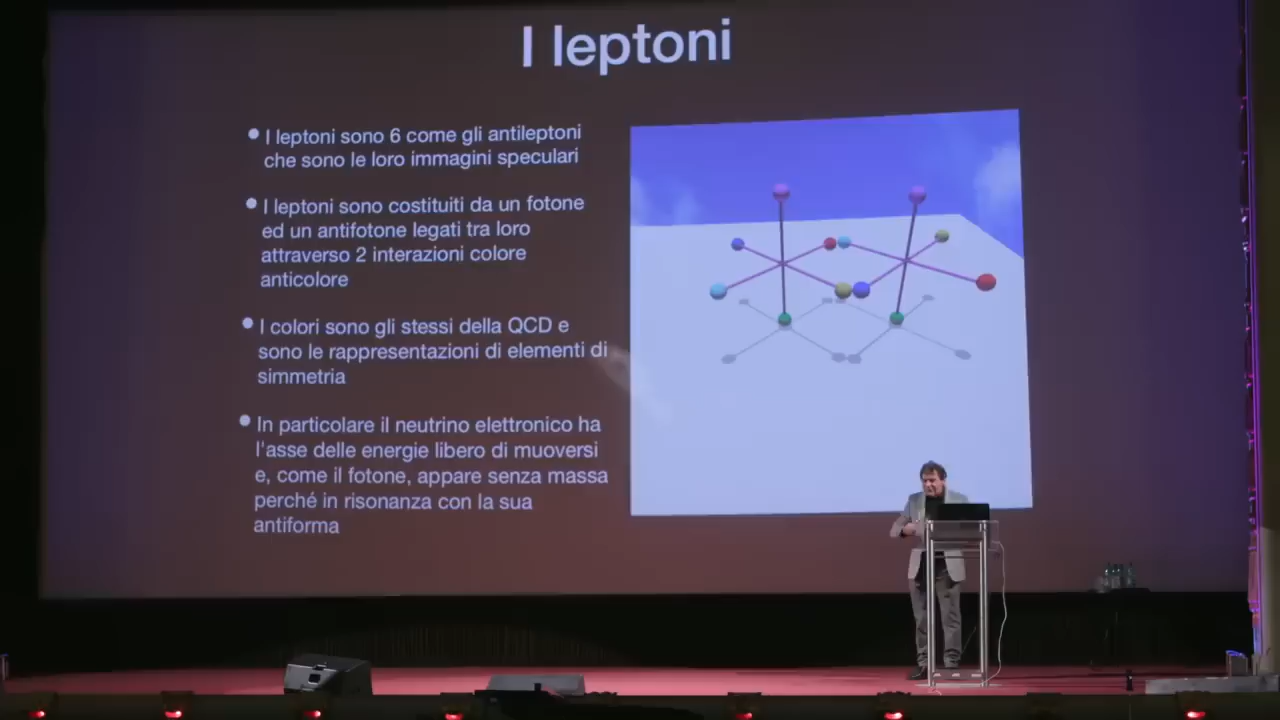 I leptoni
I leptoni sono 6 come gli antileptoni
che sono le loro immagini speculari
I leptoni sono costituiti da un fotone
ed un antifotone legati tra loro
attraverso 2 interazioni colore
anticolore
I colori sono gli stessi della QCD e
sono le rappresentazioni di elementi di
simmetria
In particolare il neutrino elettronico ha
l'asse delle energie libero di muoversi
e, come il fotone, appare senza massa
perché in risonanza con la sua
antiforma